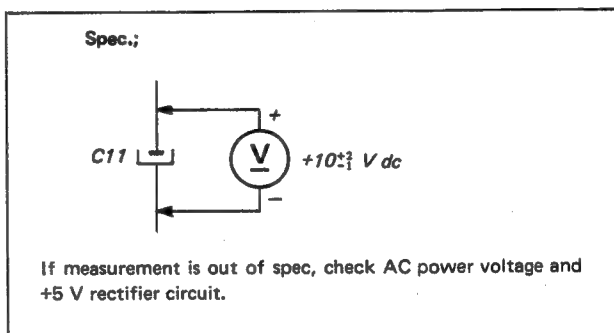 Spec.;
+
C11
V
+10+2-1 V dc
−
If measurement is out of spec, check AC power voltage and
+5 V rectifier circuit.